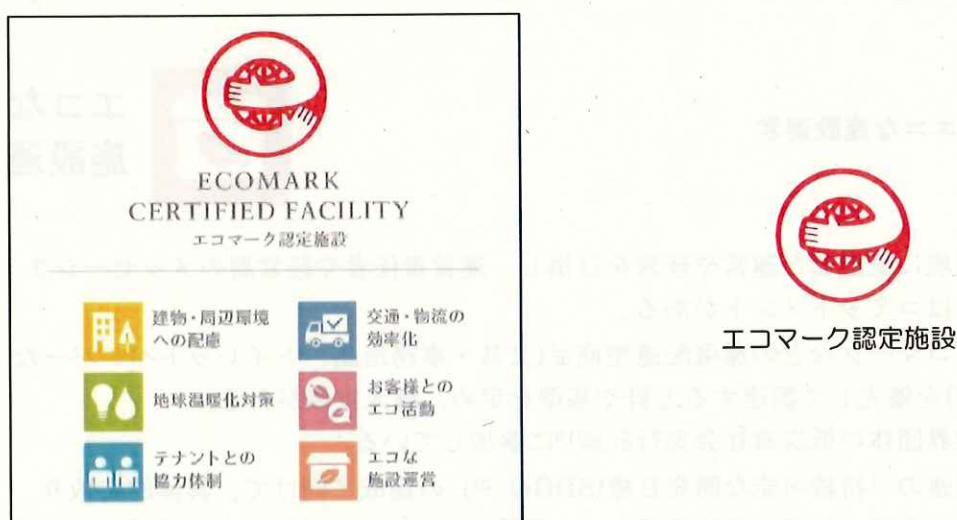 ECOMARK
CERTIFIED FACILITY
エコマーク認定施設
建物・周辺環境
への配慮
交通・物流の
効率化
地球温暖化対策
お客様との
エコ活動
テナントとの
協力体制
エコな
施設運営
エコマーク認定施設